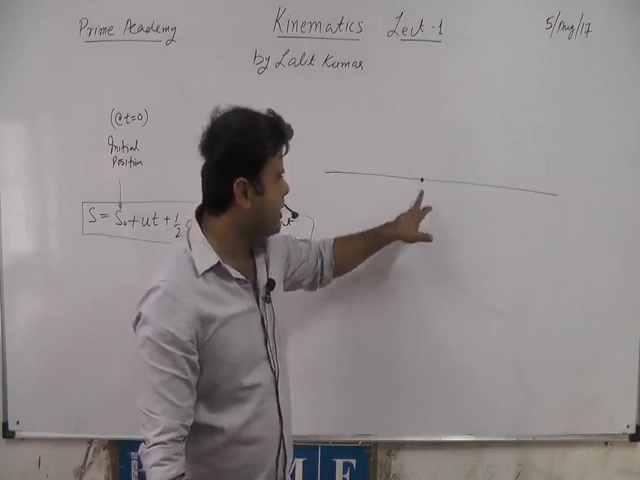 Prime Academy
Kinematics Lect-1
5/Aug/17
by Lalit Kumar
(@t=0)
Initial
Position
S = S₀ + ut + 1/2